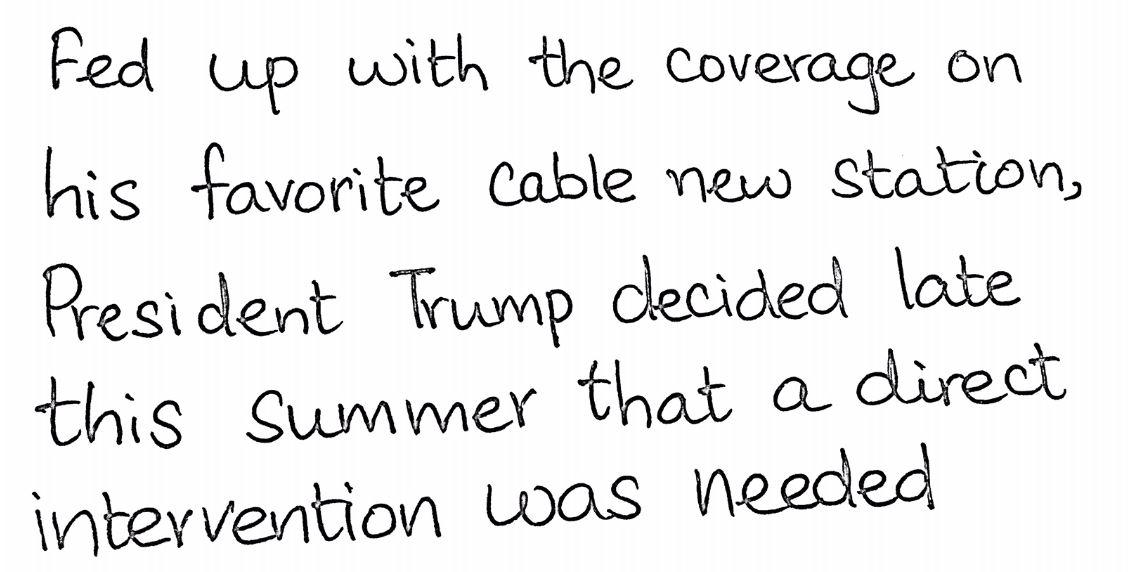 Fed up with the coverage on
his favorite cable new station,
President Trump decided late
this summer that a direct
intervention was needed